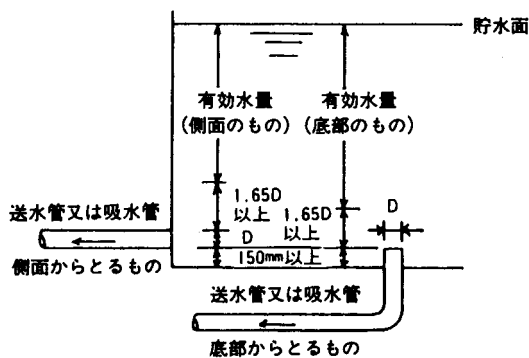 貯水面
有効水量
(側面のもの)
有効水量
(底部のもの)
1.65D
以上
1.65D
以上
D
D
150mm以上
送水管又は吸水管
側面からとるもの
送水管又は吸水管
底部からとるもの